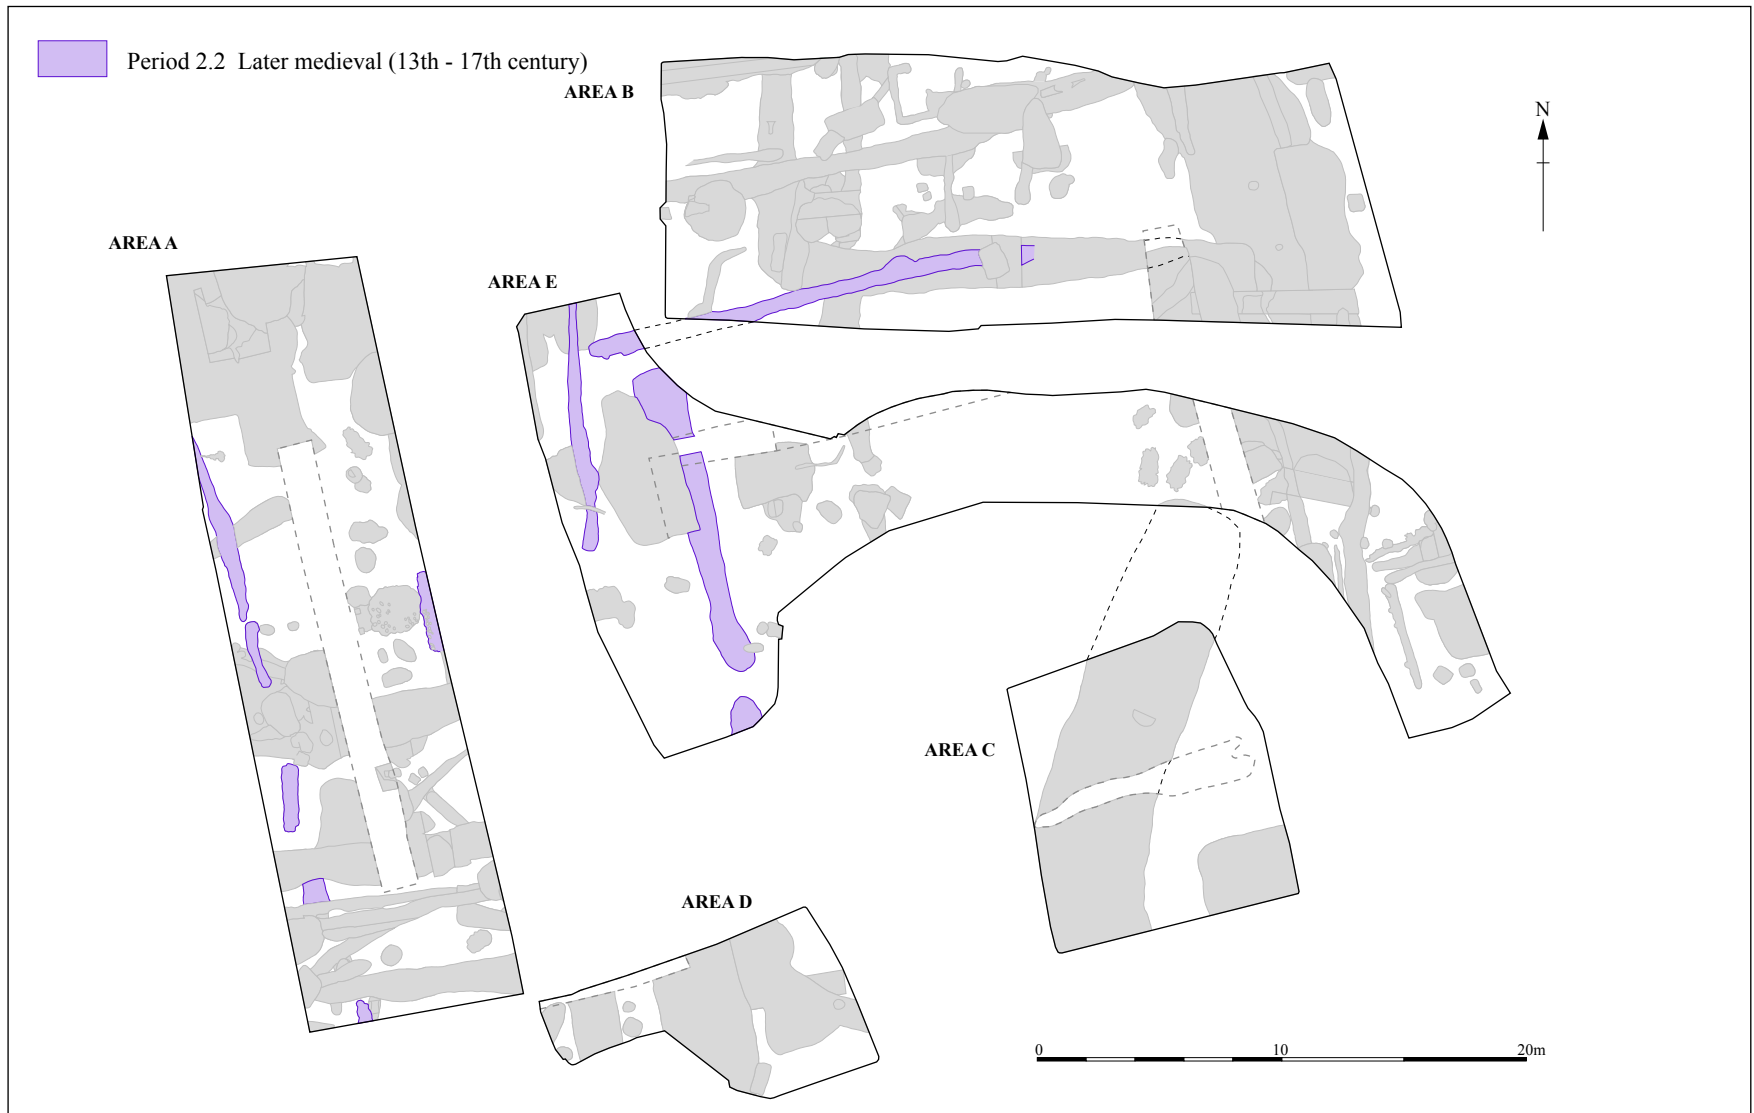 Period 2.2 Later medieval (13th - 17th century)
AREA B
N
AREA A
AREA E
AREA C
AREA D
0 10 20m